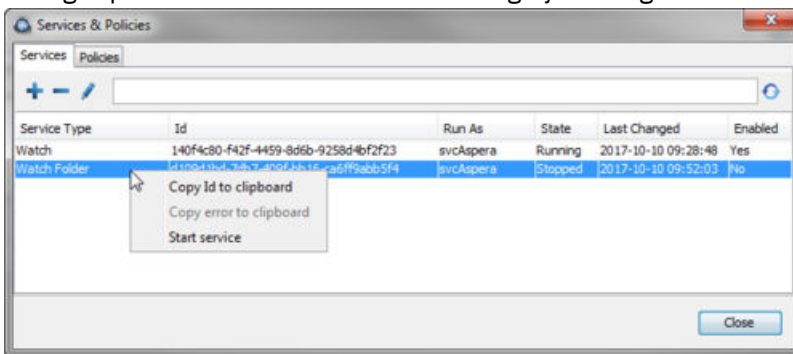 Services & Policies
Services Policies
Service Type Id Run As State Last Changed Enabled
Watch 140f4c80-f42f-4459-8d6b-9258d4bf2f23 svcAspera Running 2017-10-10 09:28:48 Yes
Watch Folder svcAspera Stopped 2017-10-10 09:52:03 No
Copy Id to clipboard
Copy error to clipboard
Start service
Close